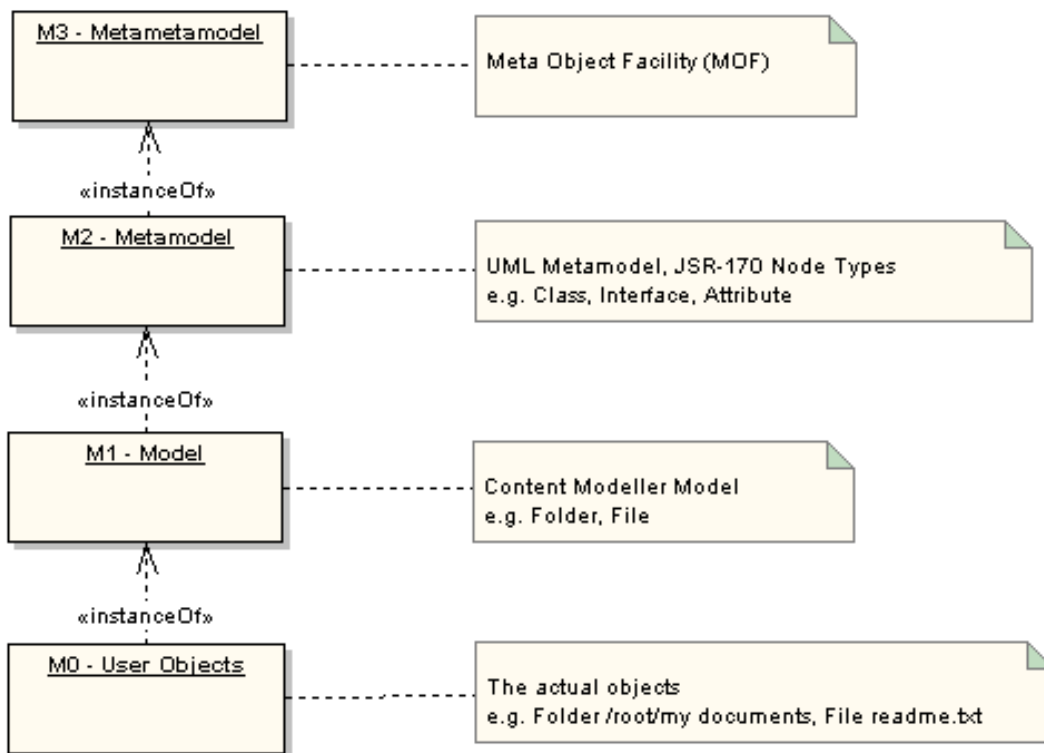 M3 - Metametamodel
Meta Object Facility (MOF)
«instanceOf»
M2 - Metamodel
UML Metamodel, JSR-170 Node Types
e.g. Class, Interface, Attribute
«instanceOf»
M1 - Model
Content Modeller Model
e.g. Folder, File
«instanceOf»
M0 - User Objects
The actual objects
e.g. Folder /root/my documents, File readme.txt